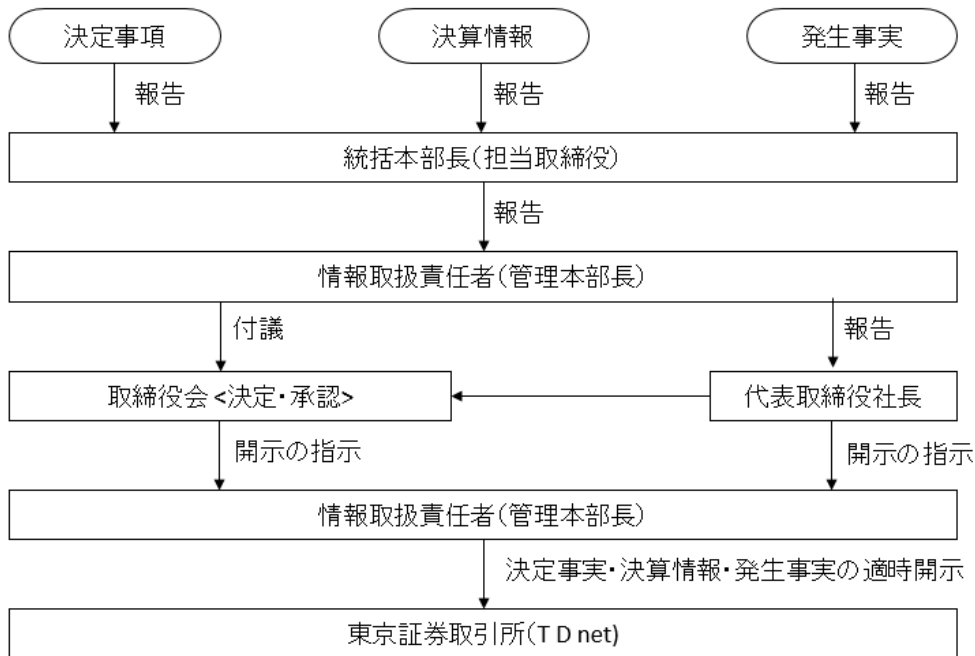 決定事項
決算情報
発生事実
報告
報告
報告
統括本部長(担当取締役)
報告
情報取扱責任者(管理本部長)
付議
報告
取締役会<決定・承認>
代表取締役社長
開示の指示
開示の指示
情報取扱責任者(管理本部長)
決定事実・決算情報・発生事実の適時開示
東京証券取引所(T D net)